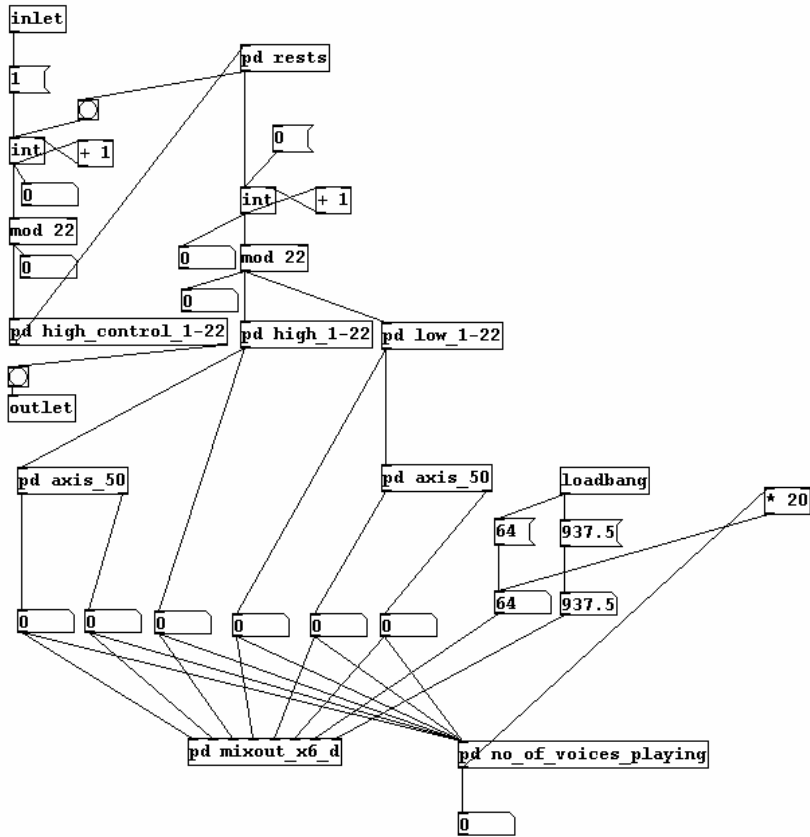 inlet
pd rests
1
0
int
+ 1
0
int
+ 1
mod 22
0
0
mod 22
0
pd high_control_1-22
pd high_1-22
pd low_1-22
outlet
pd axis_50
pd axis_50
loadbang
* 20
64
937.5
64
937.5
0
0
0
0
0
0
pd mixout_x6_d
pd no_of_voices_playing
0